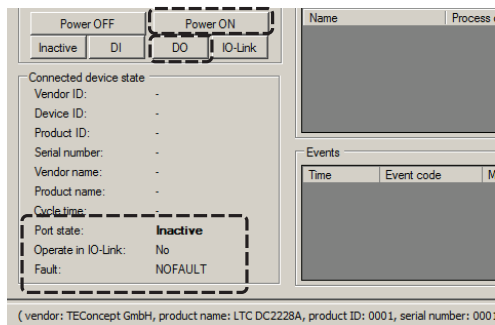 Power OFF Power ON
Inactive DI DO IO-Link
Connected device state
Vendor ID: -
Device ID: -
Product ID: -
Serial number: -
Vendor name: -
Product name: -
Cycle time: -
Port state: Inactive
Operate in IO-Link: No
Fault: NOFAULT
Name Process
Events
Time Event code M
( vendor: TEConcept GmbH, product name: LTC DC2228A, product ID: 0001, serial number: 0001